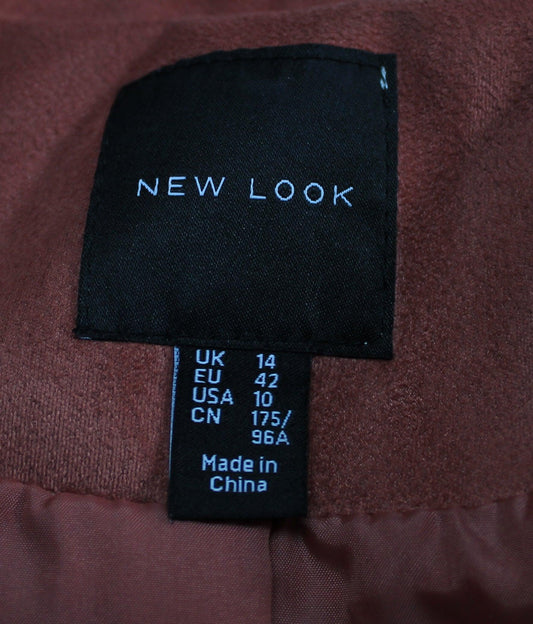 NEW LOOK
UK 14
EU 42
USA 10
CN 175/
96A
Made in
China